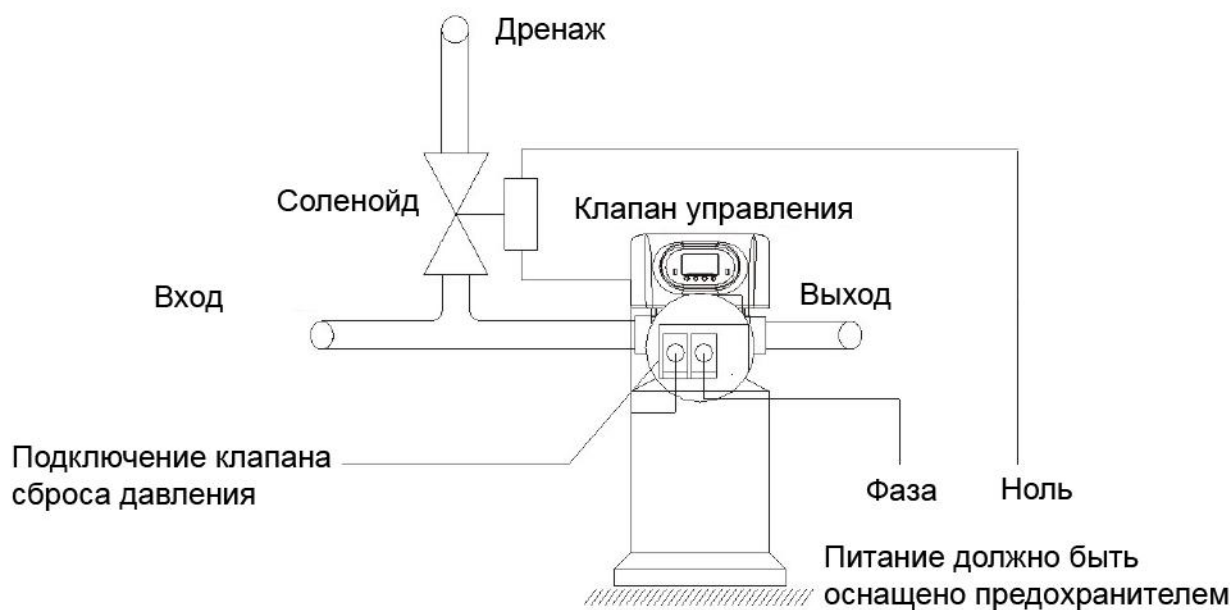 Дренаж
Соленойд
Клапан управления
Вход
Выход
Подключение клапана
сброса давления
Фаза
Ноль
Питание должно быть
оснащено предохранителем